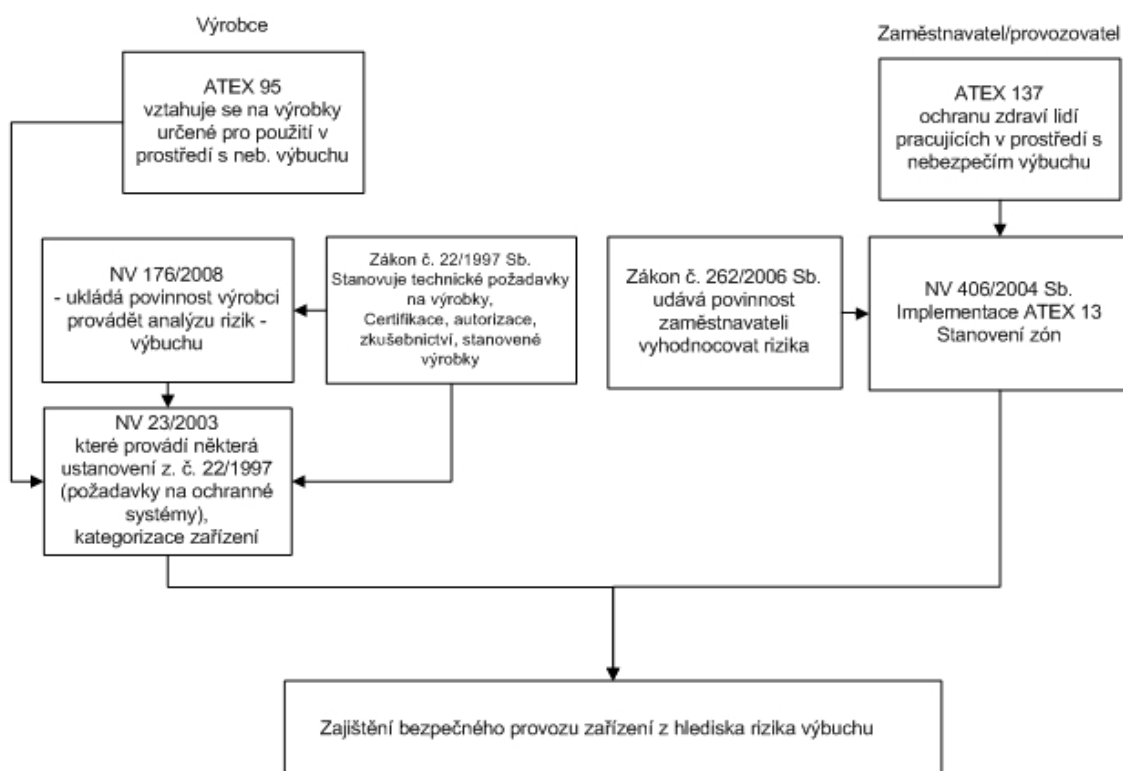 Výrobce
Zaměstnavatel/provozovatel
ATEX 95
vztahuje se na výrobky
určené pro použití v
prostředí s neb. výbuchu
ATEX 137
ochranu zdraví lidí
pracujících v prostředí s
nebezpečím výbuchu
NV 176/2008
- ukládá povinnost výrobci
provádět analýzu rizik -
výbuchu
Zákon č. 22/1997 Sb.
Stanovuje technické požadavky
na výrobky,
Certifikace, autorizace,
zkušebnictví, stanovené
výrobky
Zákon č. 262/2006 Sb.
udává povinnost
zaměstnavateli
vyhodnocovat rizika
NV 406/2004 Sb.
Implementace ATEX 13
Stanovení zón
NV 23/2003
které provádí některá
ustanovení z. č. 22/1997
(požadavky na ochranné
systémy),
kategorizace zařízení
Zajištění bezpečného provozu zařízení z hlediska rizika výbuchu